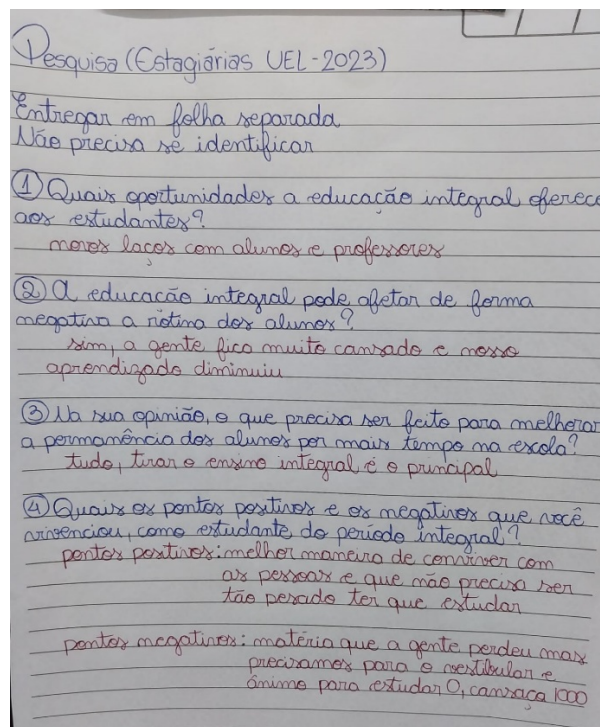 Pesquisa (Estagiárias UEL - 2023)
Entregar em folha separada
Não precisa se identificar
① Quais oportunidades a educação integral oferece
aos estudantes?
novos laços com alunos e professores
② A educacão integral pode afetar de forma
negativa a rotina dos alunos?
sim, a gente fica muito cansado e nosso
aprendizado diminuiu
③ Na sua opinião, o que precisa ser feito para melhorar
a permanência dos alunos por mais tempo na escola?
tudo, tirar o ensino integral é o principal
④ Quais os pontos positivos e os negativos que você
vivenciou, como estudante do período integral?
pontos positivos: melhor maneira de conviver com
as pessoas e que não precisa ser
tão pesado ter que estudar
pontos negativos: matéria que a gente perdeu mas
precisamos para o vestibular e
ânimo para estudar 0, cansaça 1000